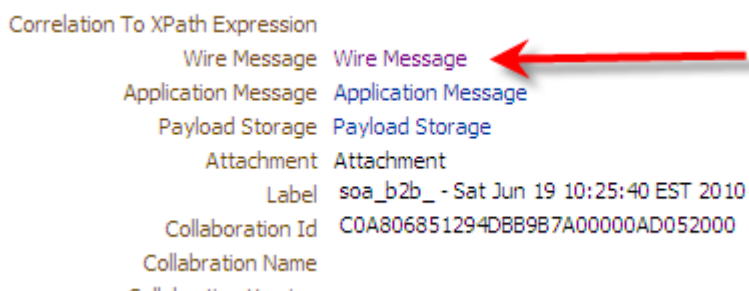 Correlation To XPath Expression
Wire Message Wire Message
Application Message Application Message
Payload Storage Payload Storage
Attachment Attachment
Label soa_b2b_ - Sat Jun 19 10:25:40 EST 2010
Collaboration Id C0A806851294DBB9B7A00000AD052000
Collabration Name